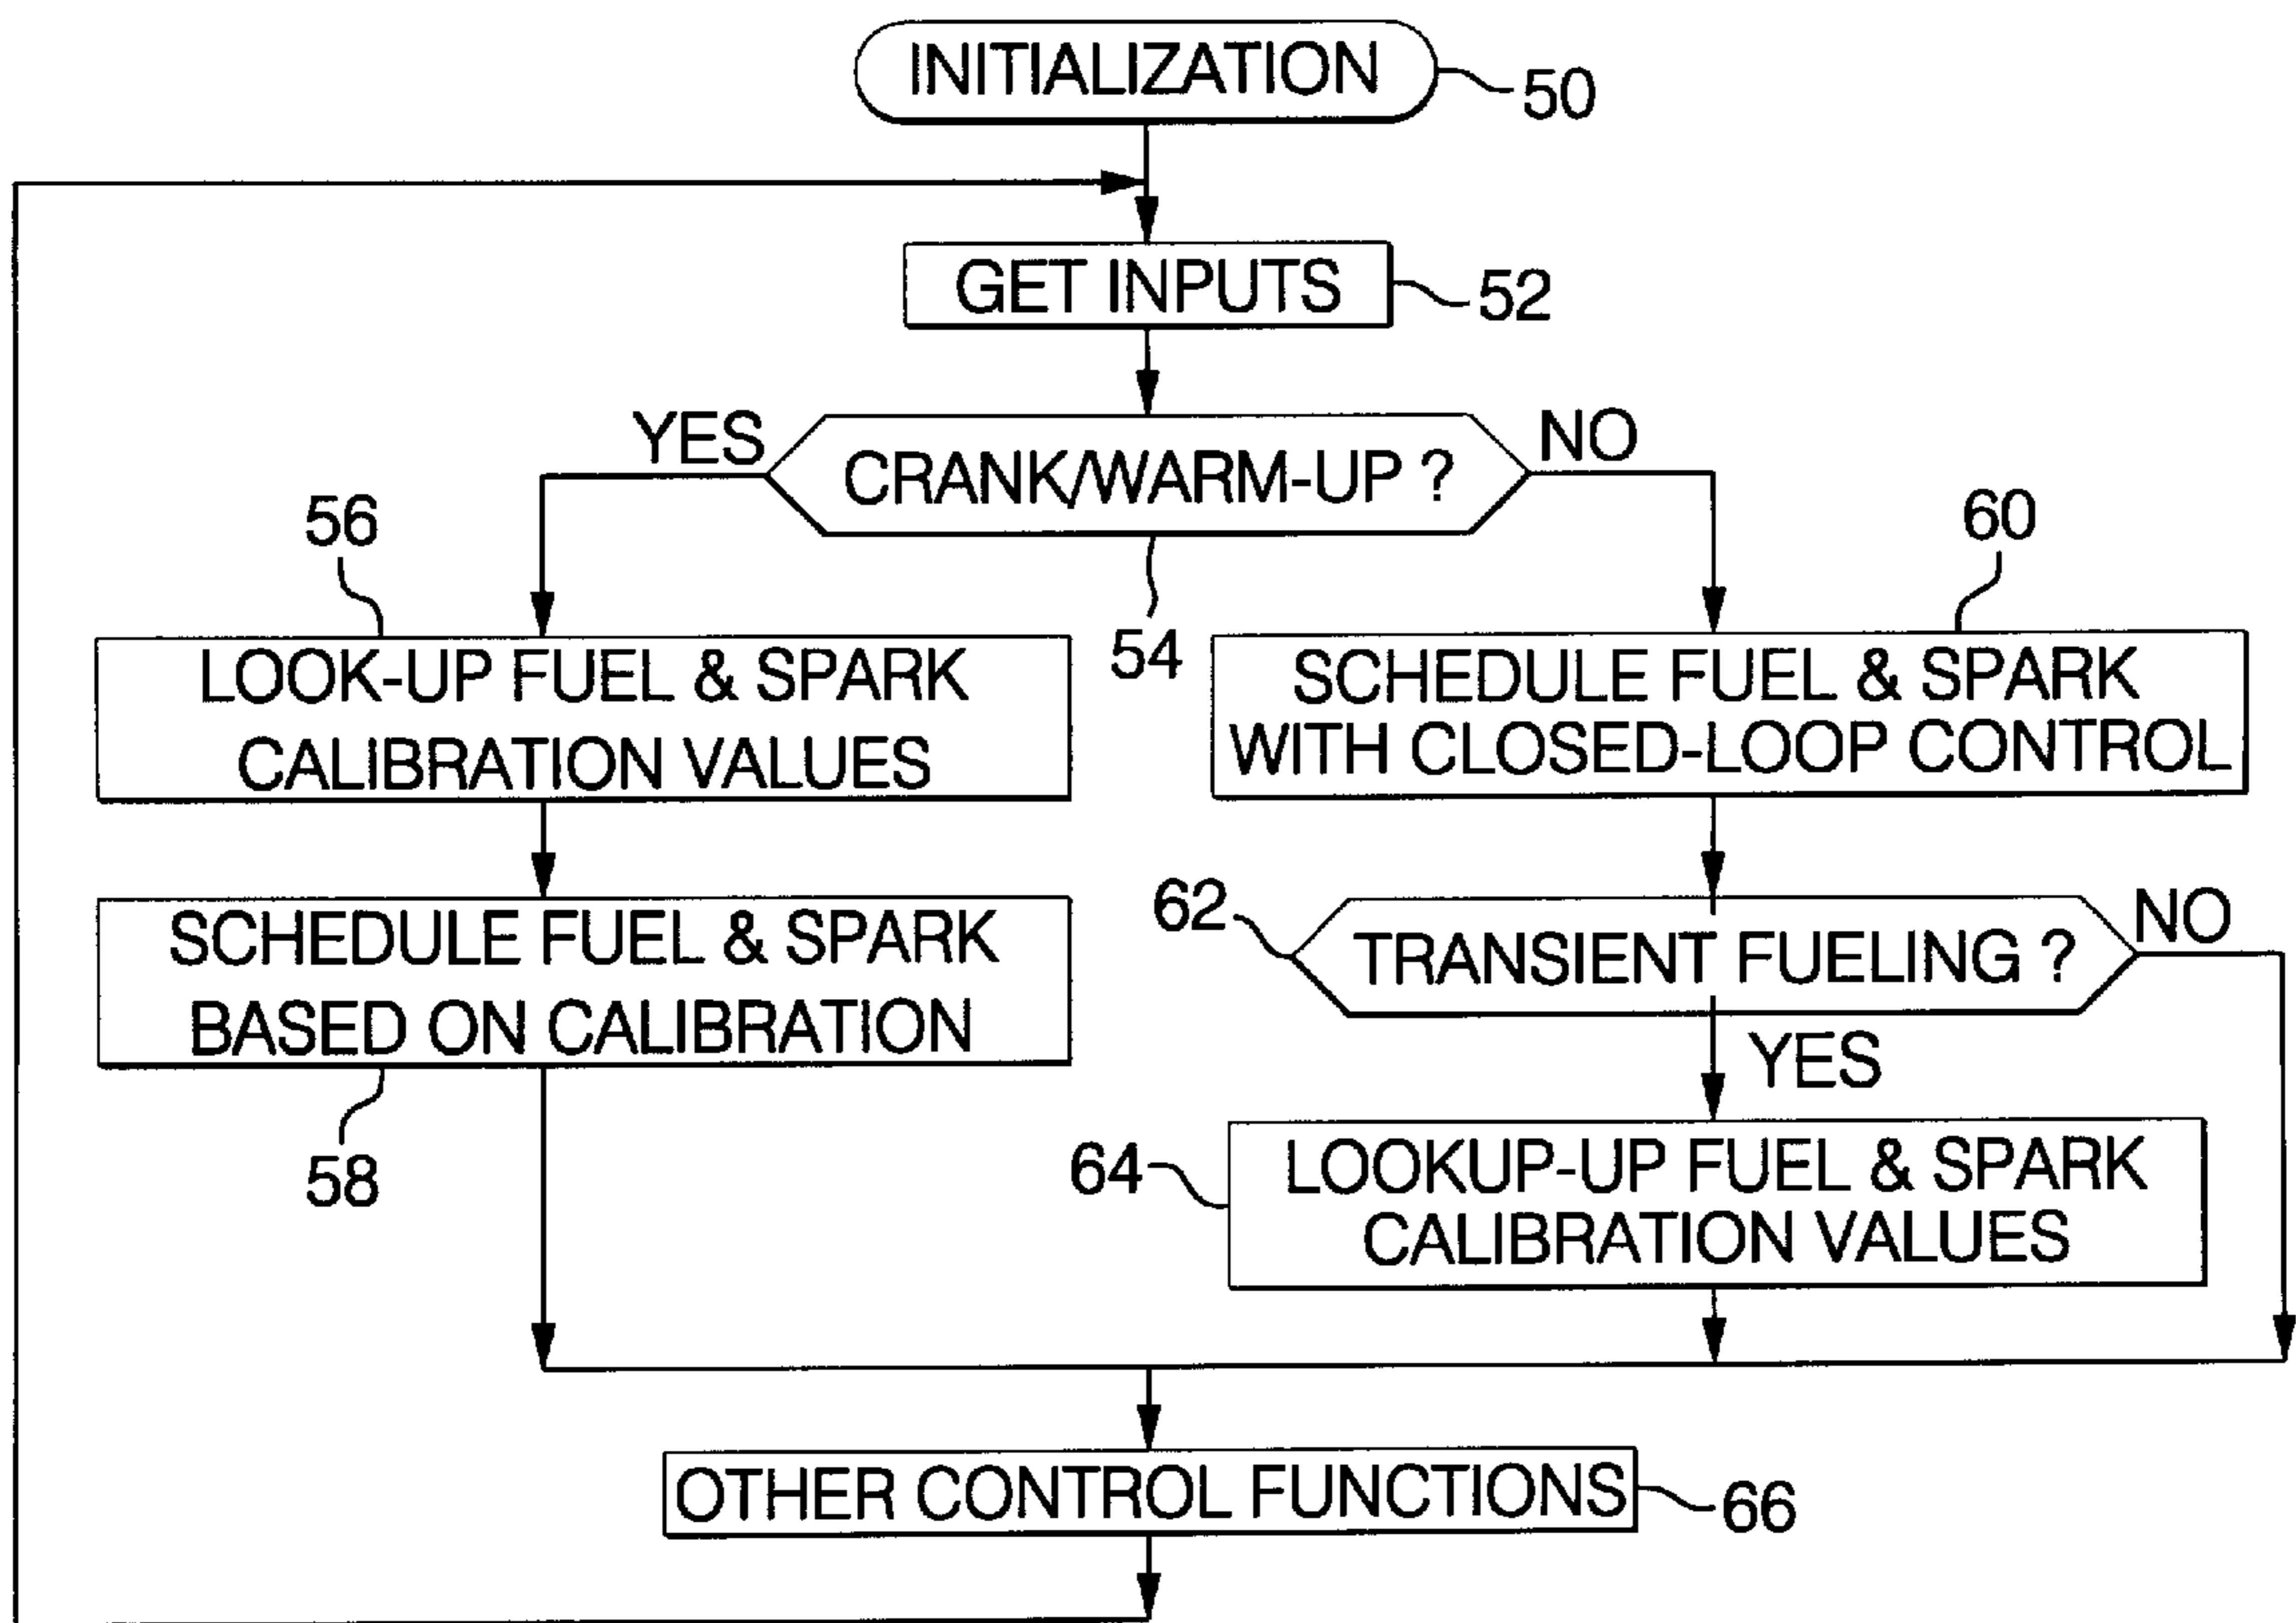 INITIALIZATION
50
GET INPUTS
52
YES
CRANK/WARM-UP ?
NO
54
56
LOOK-UP FUEL & SPARK
CALIBRATION VALUES
60
SCHEDULE FUEL & SPARK
WITH CLOSED-LOOP CONTROL
SCHEDULE FUEL & SPARK
BASED ON CALIBRATION
58
62
TRANSIENT FUELING ?
NO
YES
64
LOOKUP-UP FUEL & SPARK
CALIBRATION VALUES
OTHER CONTROL FUNCTIONS
66